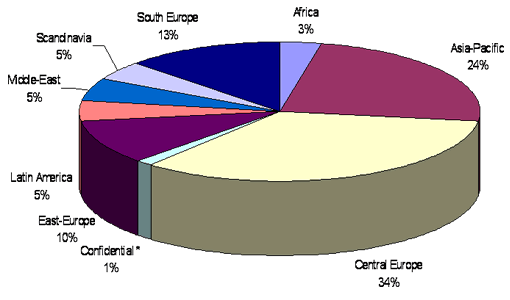 Africa
3%
Asia-Pacific
24%
Central Europe
34%
Confidential *
1%
East-Europe
10%
Latin America
5%
Middle-East
5%
Scandinavia
5%
South Europe
13%